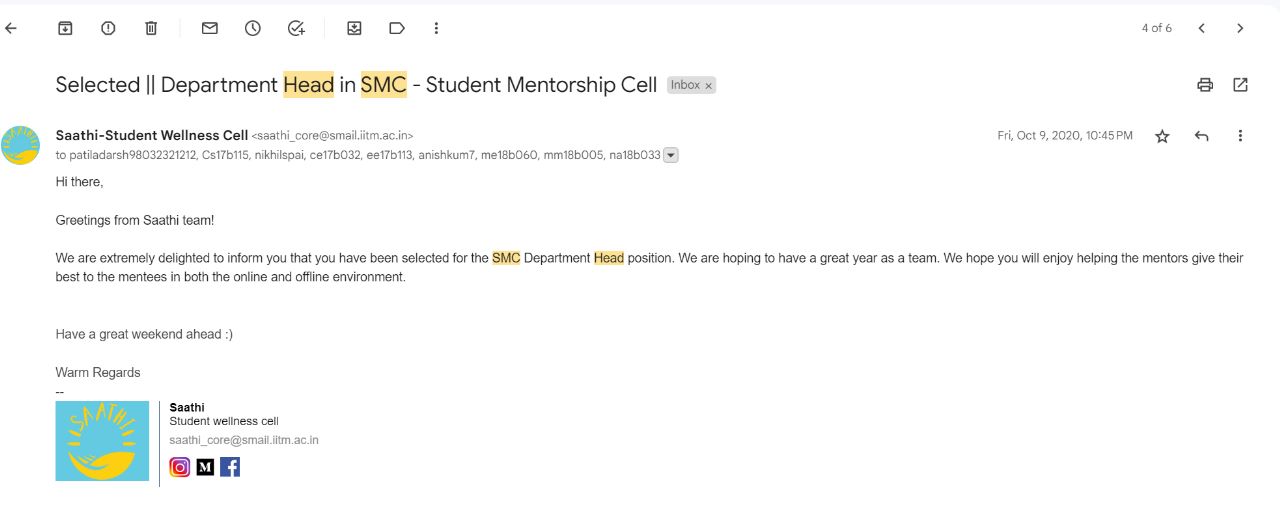 4 of 6
Selected || Department Head in SMC - Student Mentorship Cell Inbox ×
Saathi-Student Wellness Cell <saathi_core@smail.iitm.ac.in>
Fri, Oct 9, 2020, 10:45 PM
to patiladarsh98032321212, Cs17b115, nikhilspai, ce17b032, ee17b113, anishkum7, me18b060, mm18b005, na18b033
Hi there,
Greetings from Saathi team!
We are extremely delighted to inform you that you have been selected for the SMC Department Head position. We are hoping to have a great year as a team. We hope you will enjoy helping the mentors give their
best to the mentees in both the online and offline environment.
Have a great weekend ahead :)
Warm Regards
--
SAATHI
Saathi
Student wellness cell
saathi_core@smail.iitm.ac.in